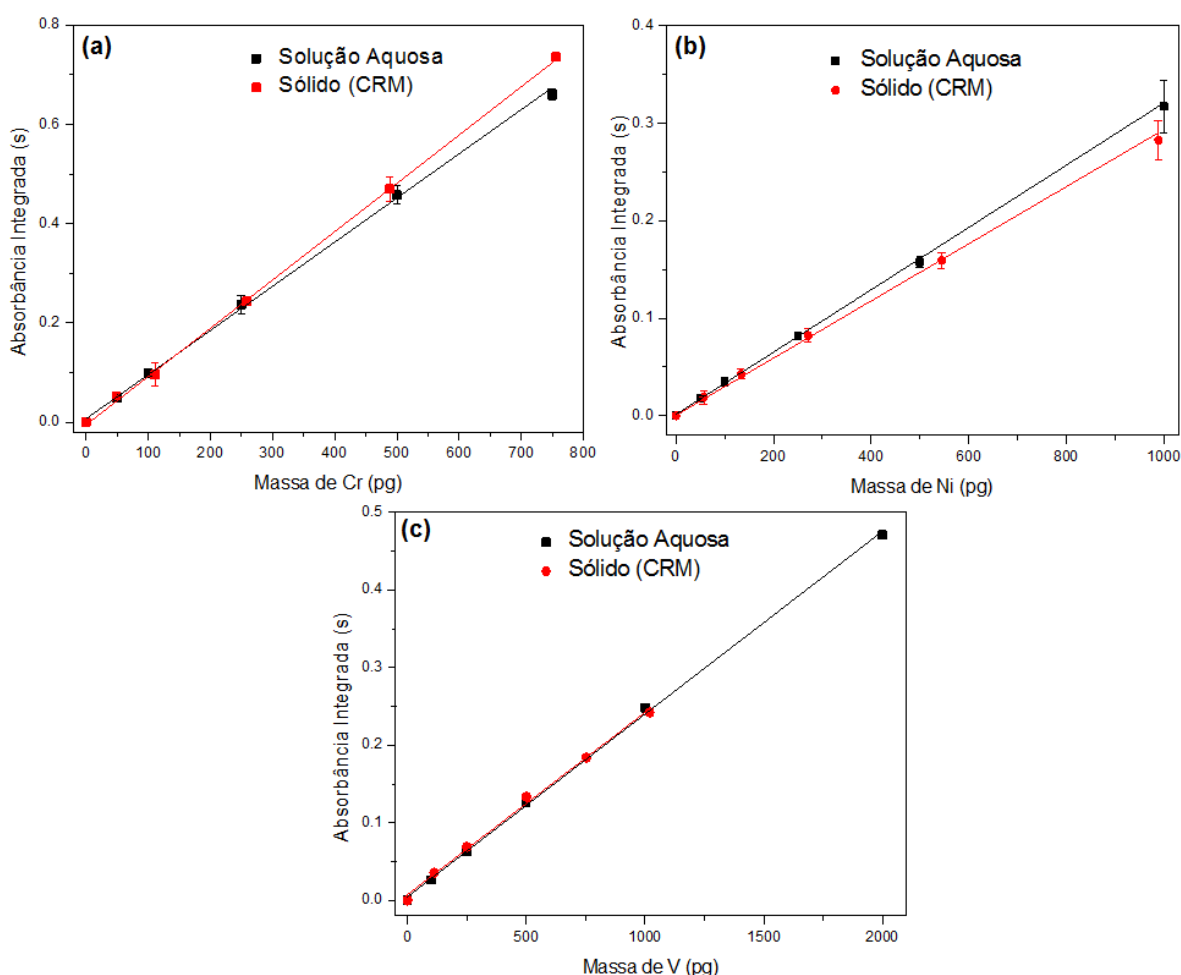 (a)
Solução Aquosa
Sólido (CRM)
0.8
0.6
0.4
0.2
0.0
Absorbância Integrada (s)
0 100 200 300 400 500 600 700 800
Massa de Cr (pg)
(b)
Solução Aquosa
Sólido (CRM)
0.4
0.3
0.2
0.1
0.0
Absorbância Integrada (s)
0 200 400 600 800 1000
Massa de Ni (pg)
(c)
Solução Aquosa
Sólido (CRM)
0.5
0.4
0.3
0.2
0.1
0.0
Absorbância Integrada (s)
0 500 1000 1500 2000
Massa de V (pg)